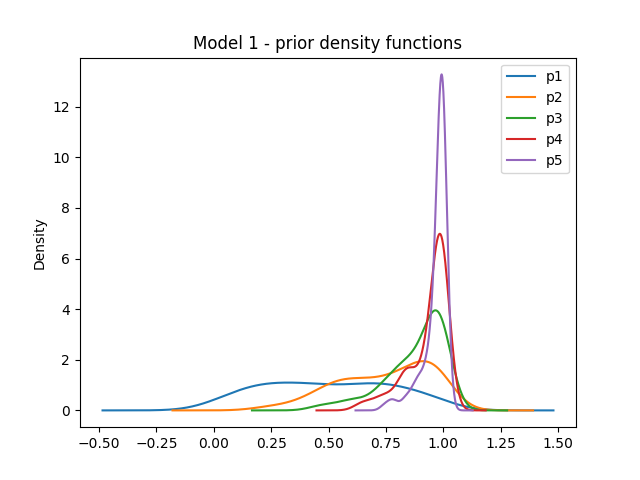 Model 1 - prior density functions
p1
p2
p3
p4
p5
Density
12
10
8
6
4
2
0
−0.50 −0.25 0.00 0.25 0.50 0.75 1.00 1.25 1.50